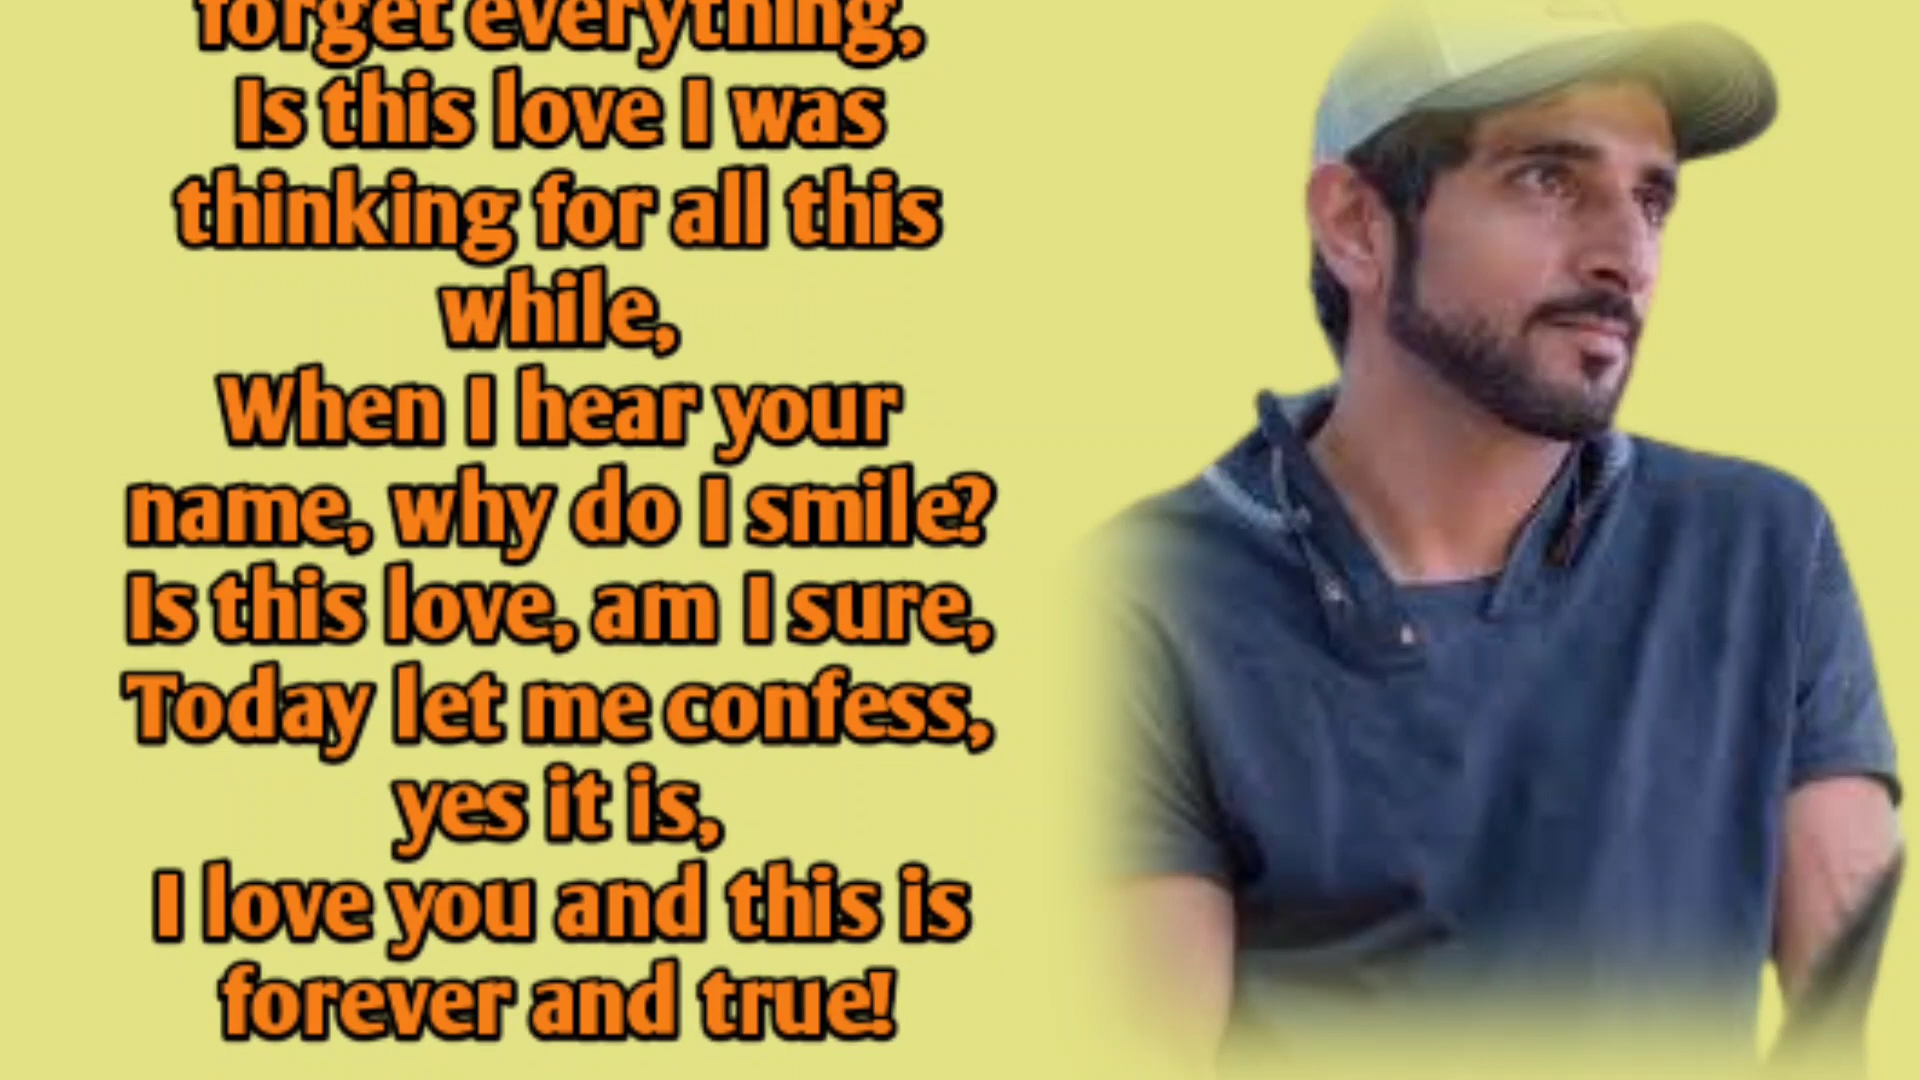 forget everything,
Is this love I was
thinking for all this
while,
When I hear your
name, why do I smile?
Is this love, am I sure,
Today let me confess,
yes it is,
I love you and this is
forever and true!